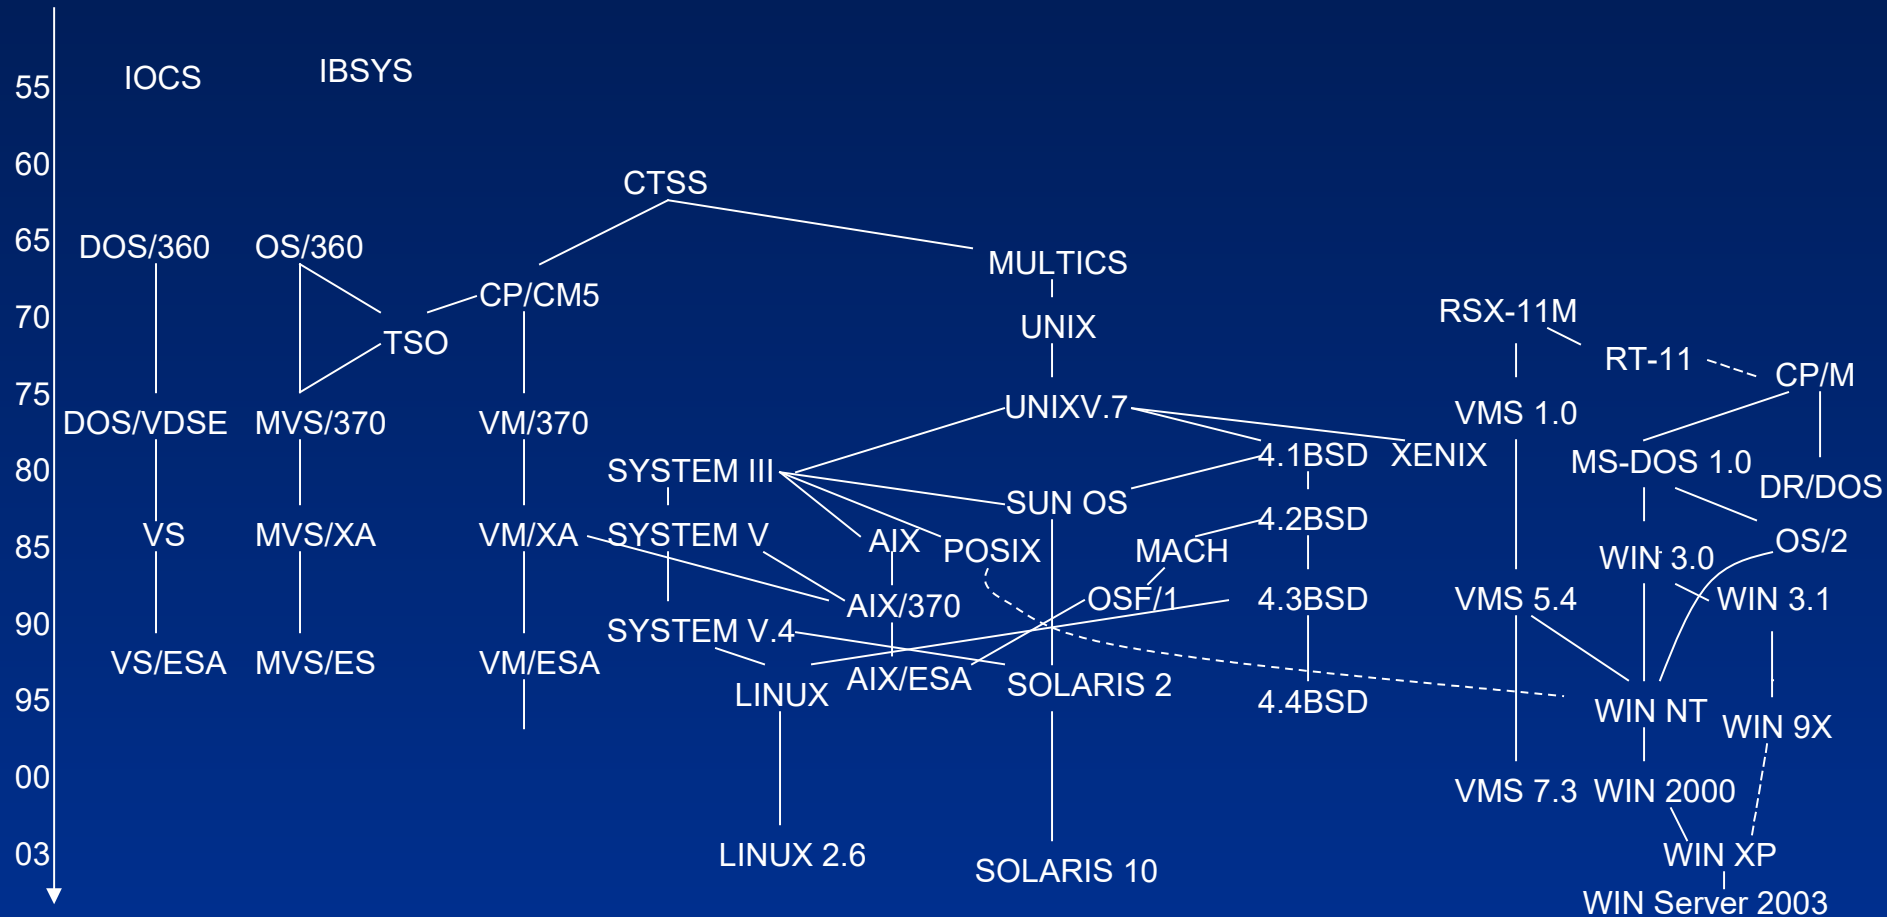 55
IOCS
IBSYS
60
CTSS
65
DOS/360
OS/360
MULTICS
CP/CM5
70
RSX-11M
UNIX
TSO
RT-11
CP/M
75
UNIXV.7
VMS 1.0
DOS/VDSE
MVS/370
VM/370
4.1BSD
XENIX
MS-DOS 1.0
80
SYSTEM III
DR/DOS
SUN OS
4.2BSD
VS
MVS/XA
VM/XA
SYSTEM V
AIX
OS/2
85
POSIX
MACH
WIN 3.0
OSF/1
4.3BSD
VMS 5.4
WIN 3.1
AIX/370
90
SYSTEM V.4
VS/ESA
MVS/ES
VM/ESA
AIX/ESA
SOLARIS 2
LINUX
95
4.4BSD
WIN NT
WIN 9X
00
VMS 7.3
WIN 2000
03
LINUX 2.6
WIN XP
SOLARIS 10
WIN Server 2003